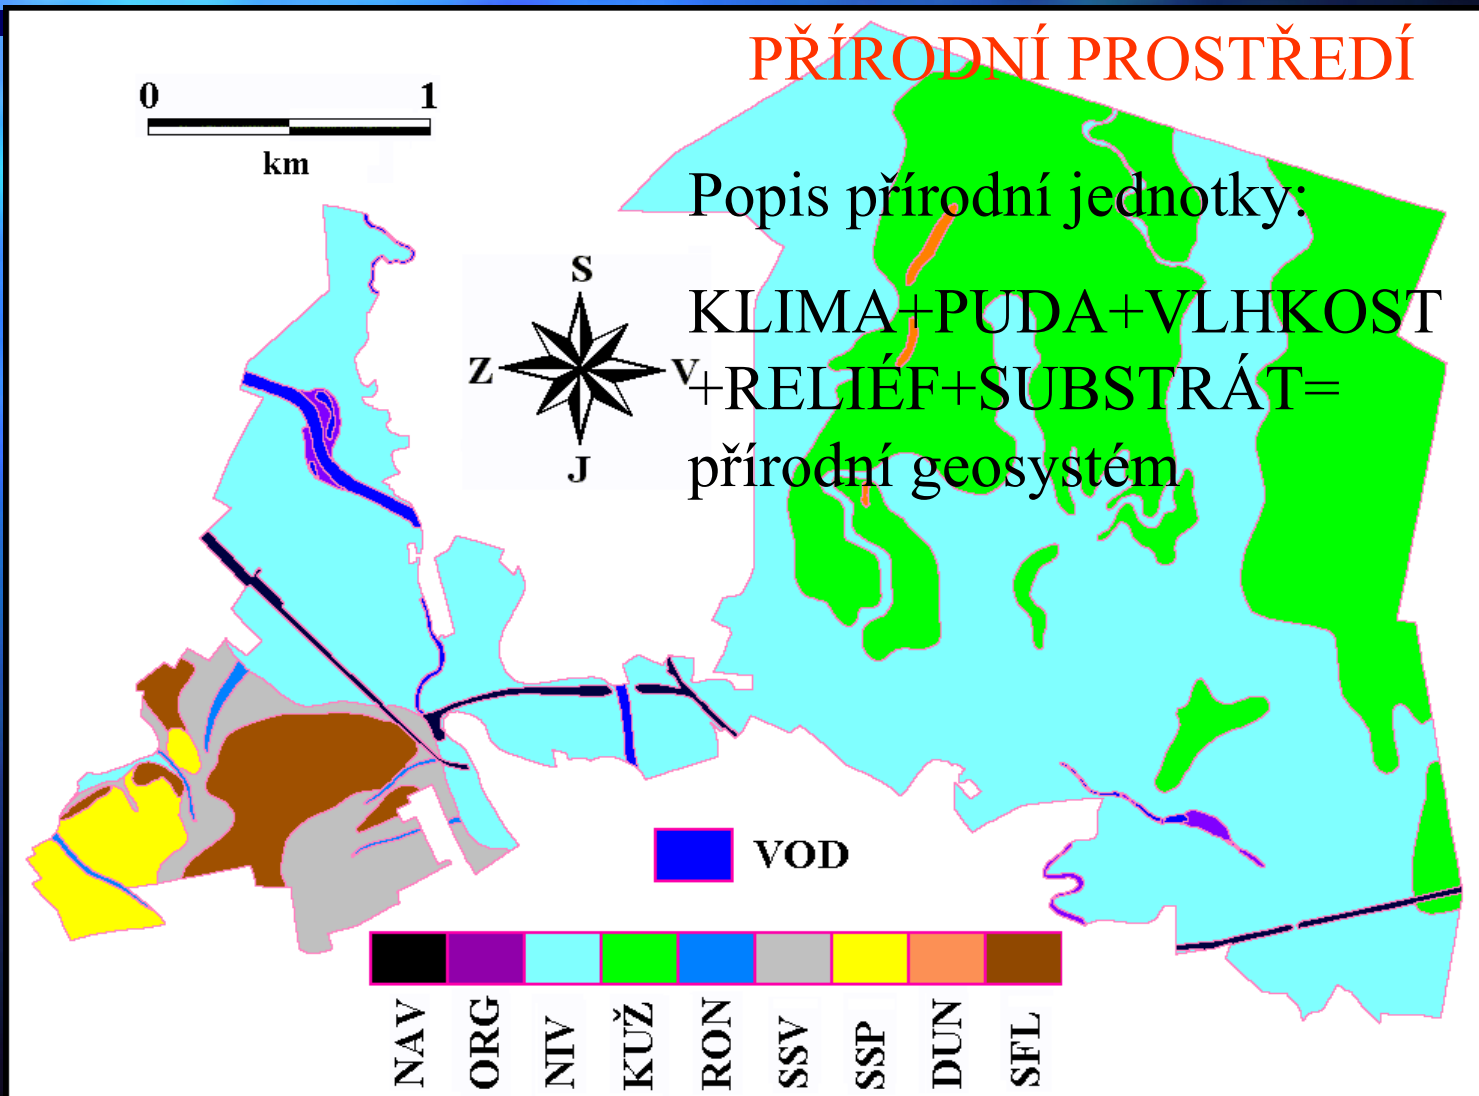 PŘÍRODNÍ PROSTŘEDÍ
0 1
km
Popis přírodní jednotky:
KLIMA+PUDA+VLHKOST
+RELIÉF+SUBSTRÁT=
přírodní geosystém
S
Z V
J
VOD
NAV
ORG
NIV
KUŽ
RON
SSV
SSP
DUN
SFL